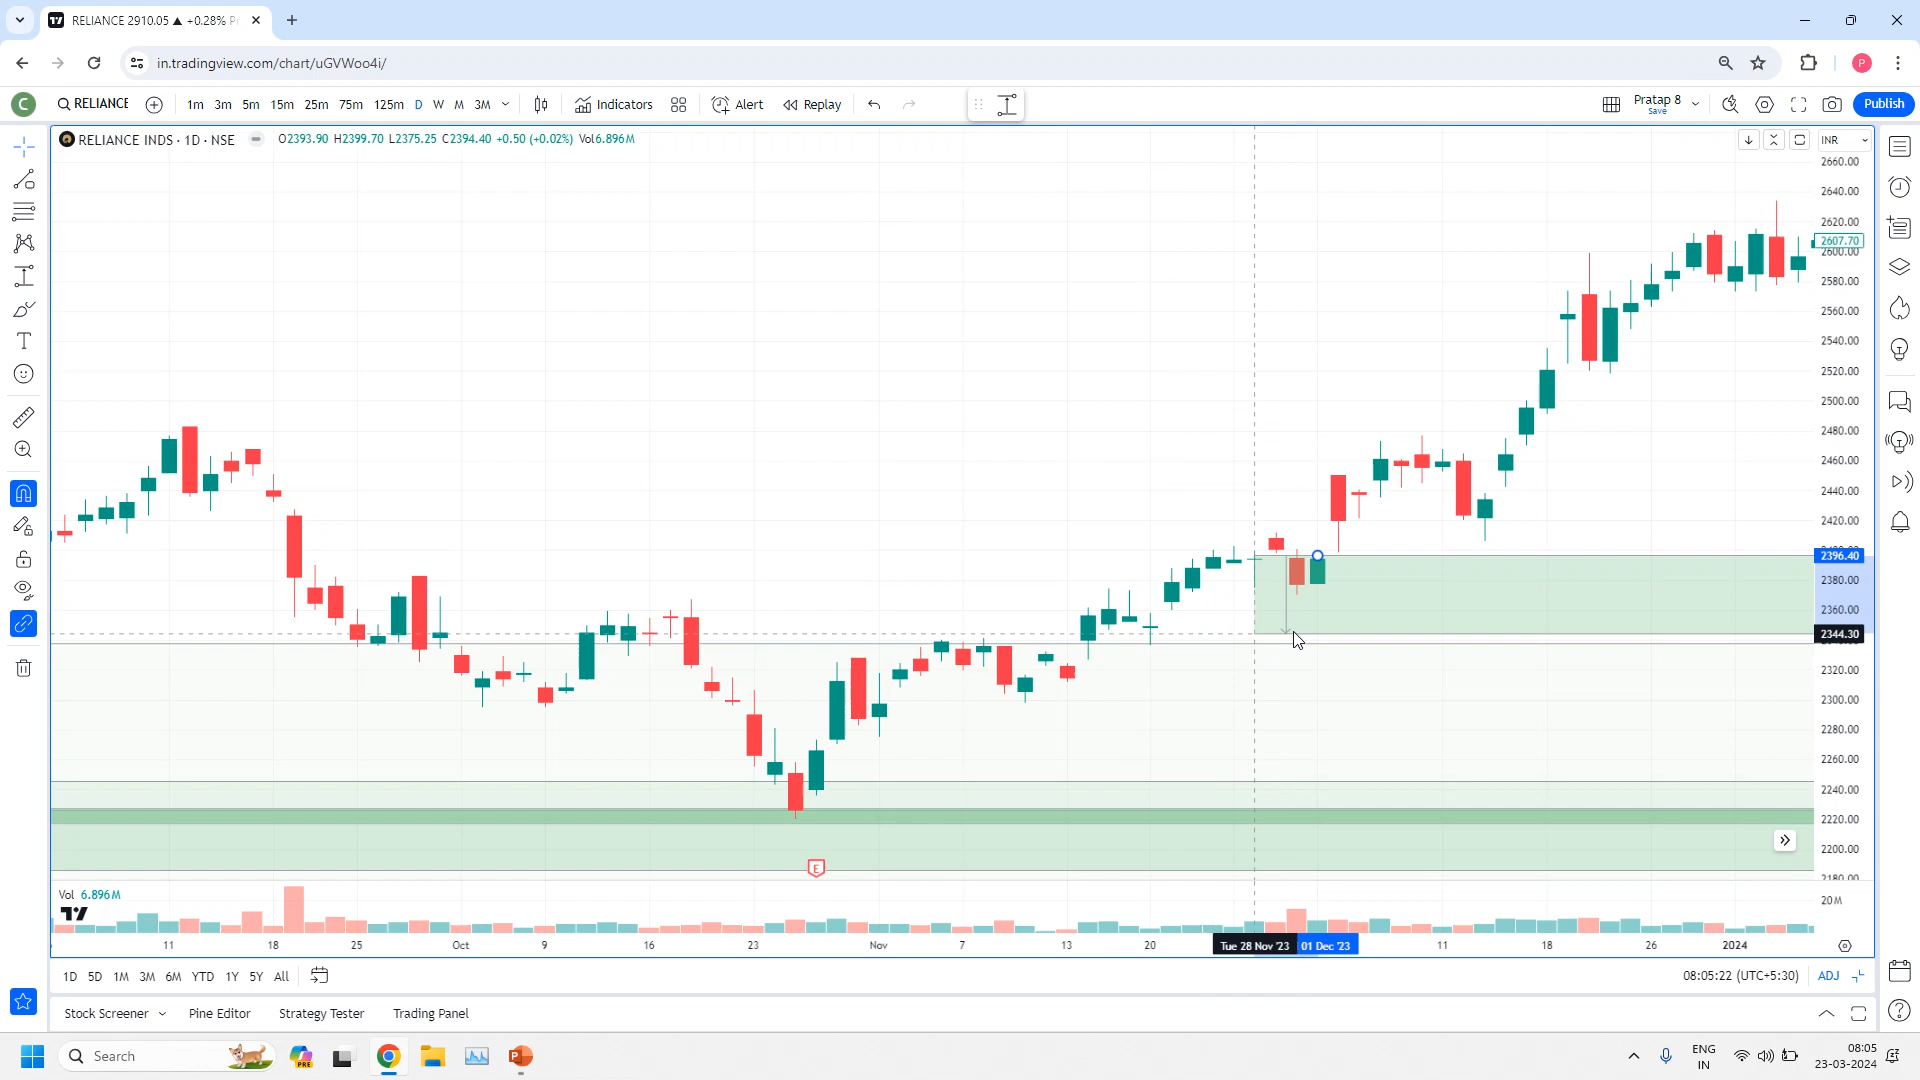 RELIANCE 2910.05 ▲ +0.28% P
in.tradingview.com/chart/uGVWoo4i/
P
C
RELIANCE
1m 3m 5m 15m 25m 75m 125m D W M 3M
Indicators
Alert
Replay
Pratap 8
Save
Publish
RELIANCE INDS · 1D · NSE
O2393.90 H2399.70 L2375.25 C2394.40 +0.50 (+0.02%) Vol6.896M
INR
2660.00
2640.00
2620.00
2607.70
2600.00
2580.00
2560.00
2540.00
2520.00
2500.00
2480.00
2460.00
2440.00
2420.00
2396.40
2380.00
2360.00
2344.30
2320.00
2300.00
2280.00
2260.00
2240.00
2220.00
2200.00
2180.00
E
Vol 6.896M
20M
11 18 25 Oct 9 16 23 Nov 7 13 20 Tue 28 Nov '23 01 Dec '23 11 18 26 2024
1D 5D 1M 3M 6M YTD 1Y 5Y All
08:05:22 (UTC+5:30) ADJ
Stock Screener Pine Editor Strategy Tester Trading Panel
Search
PRE
ENG
IN
08:05
23-03-2024